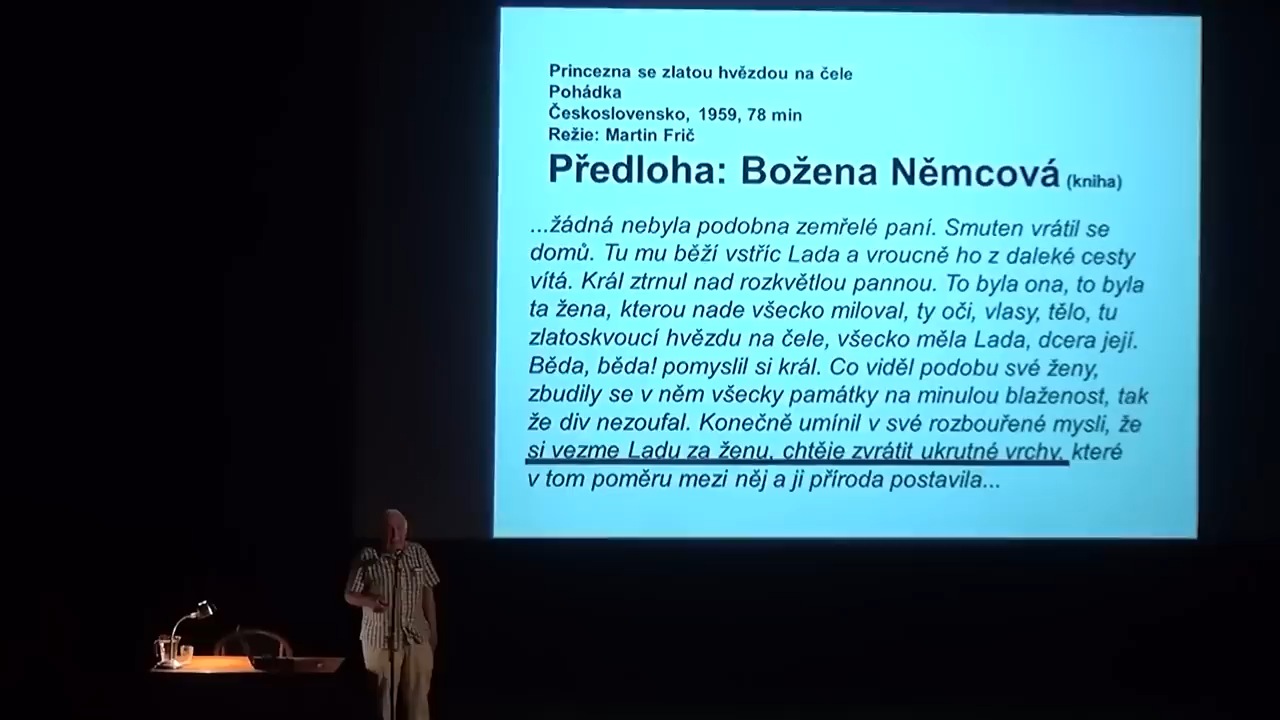 Princezna se zlatou hvězdou na čele
Pohádka
Československo, 1959, 78 min
Režie: Martin Frič
Předloha: Božena Němcová (kniha)
...žádná nebyla podobna zemřelé paní. Smuten vrátil se
domů. Tu mu běží vstříc Lada a vroucně ho z daleké cesty
vítá. Král ztrnul nad rozkvětlou pannou. To byla ona, to byla
ta žena, kterou nade všecko miloval, ty oči, vlasy, tělo, tu
zlatoskvoucí hvězdu na čele, všecko měla Lada, dcera její.
Běda, běda! pomyslil si král. Co viděl podobu své ženy,
zbudily se v něm všecky památky na minulou blaženost, tak
že div nezoufal. Konečně umínil v své rozbouřené mysli, že
si vezme Ladu za ženu, chtěje zvrátit ukrutné vrchy, které
v tom poměru mezi něj a ji příroda postavila...